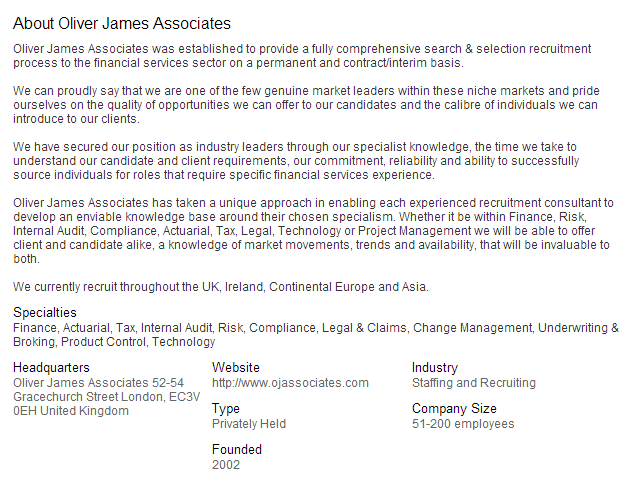 About Oliver James Associates
Oliver James Associates was established to provide a fully comprehensive search & selection recruitment
process to the financial services sector on a permanent and contract/interim basis.
We can proudly say that we are one of the few genuine market leaders within these niche markets and pride
ourselves on the quality of opportunities we can offer to our candidates and the calibre of individuals we can
introduce to our clients.
We have secured our position as industry leaders through our specialist knowledge, the time we take to
understand our candidate and client requirements, our commitment, reliability and ability to successfully
source individuals for roles that require specific financial services experience.
Oliver James Associates has taken a unique approach in enabling each experienced recruitment consultant to
develop an enviable knowledge base around their chosen specialism. Whether it be within Finance, Risk,
Internal Audit, Compliance, Actuarial, Tax, Legal, Technology or Project Management we will be able to offer
client and candidate alike, a knowledge of market movements, trends and availability, that will be invaluable to
both.
We currently recruit throughout the UK, Ireland, Continental Europe and Asia.
Specialties
Finance, Actuarial, Tax, Internal Audit, Risk, Compliance, Legal & Claims, Change Management, Underwriting &
Broking, Product Control, Technology
Headquarters
Oliver James Associates 52-54
Gracechurch Street London, EC3V
0EH United Kingdom
Website
http://www.ojassociates.com
Type
Privately Held
Founded
2002
Industry
Staffing and Recruiting
Company Size
51-200 employees